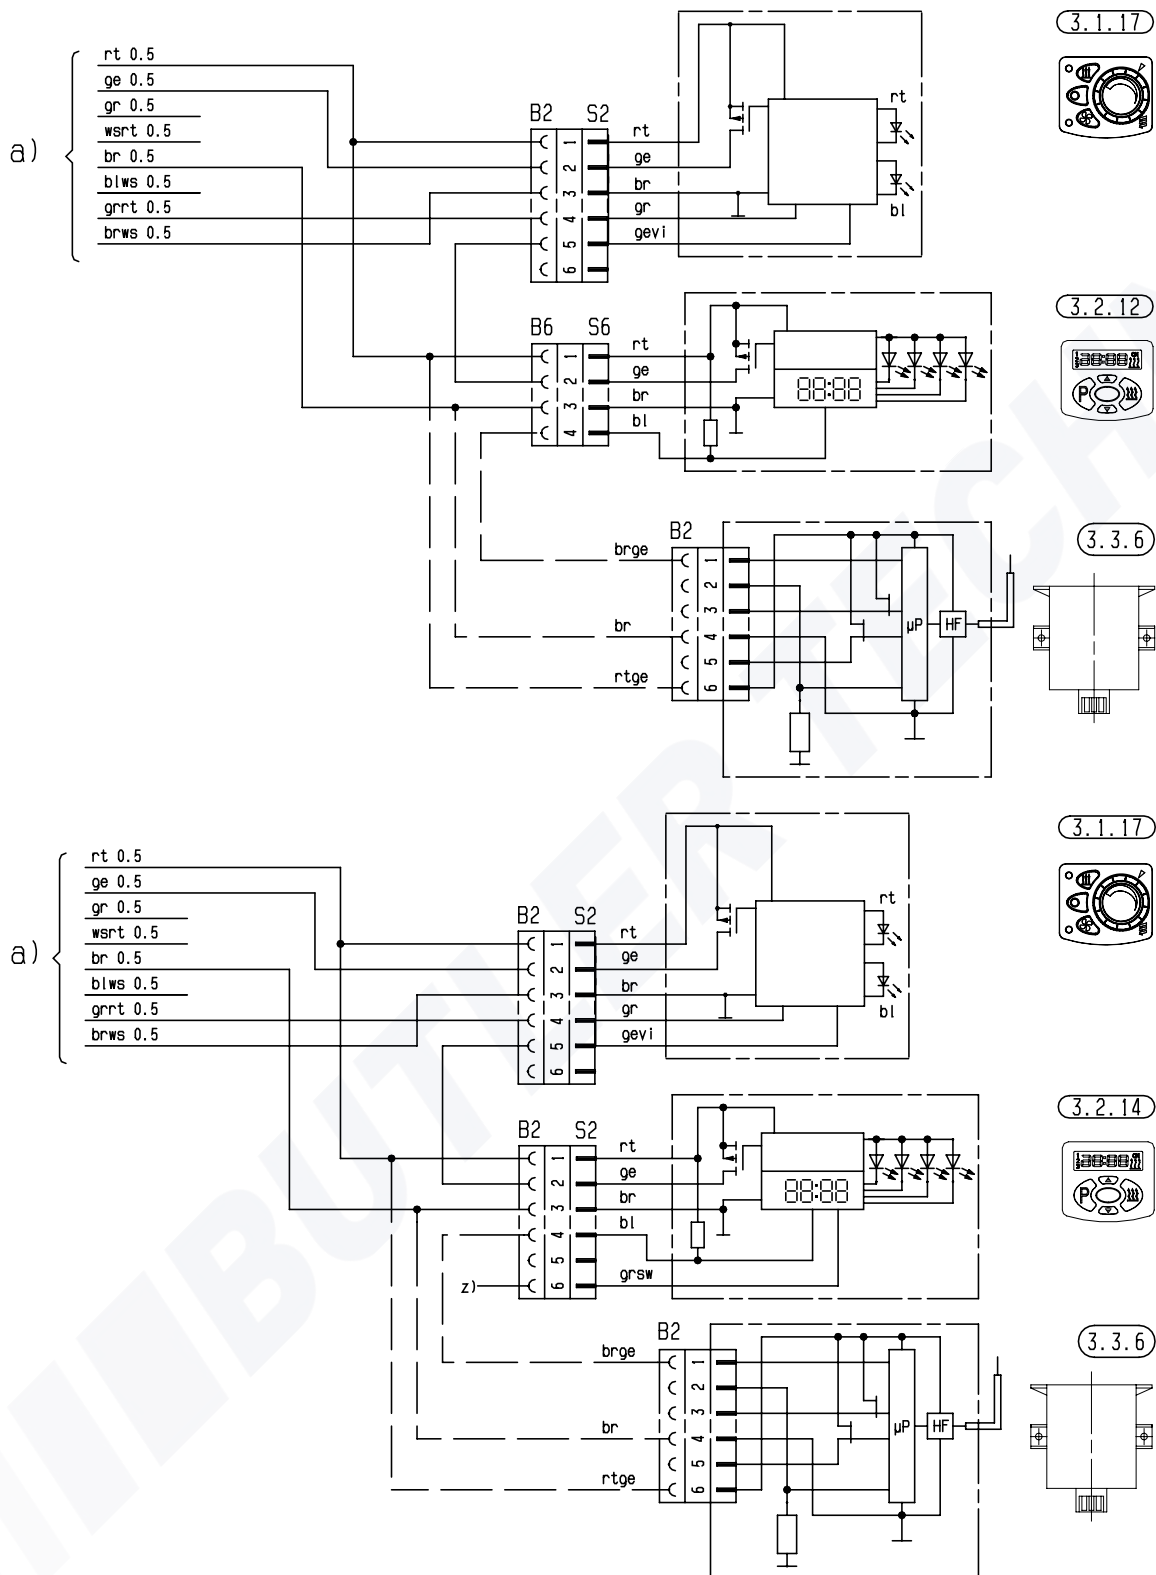 3.1.17
a)
rt 0.5
ge 0.5
gr 0.5
wsrt 0.5
br 0.5
blws 0.5
grrt 0.5
brws 0.5
B2 S2
1 rt
2 ge
3 br
4 gr
5 gevi
6
rt
bl
3.2.12
B6 S6
1 rt
2 ge
3 br
4 bl
88:88
P
3.3.6
B2
brge 1
2
3
br 4
5
rtge 6
µP
HF
3.1.17
a)
rt 0.5
ge 0.5
gr 0.5
wsrt 0.5
br 0.5
blws 0.5
grrt 0.5
brws 0.5
B2 S2
1 rt
2 ge
3 br
4 gr
5 gevi
6
rt
bl
3.2.14
B2 S2
1 rt
2 ge
3 br
4 bl
5
z) 6 grsw
88:88
P
3.3.6
B2
brge 1
2
3
br 4
5
rtge 6
µP
HF
BUTLER TECH